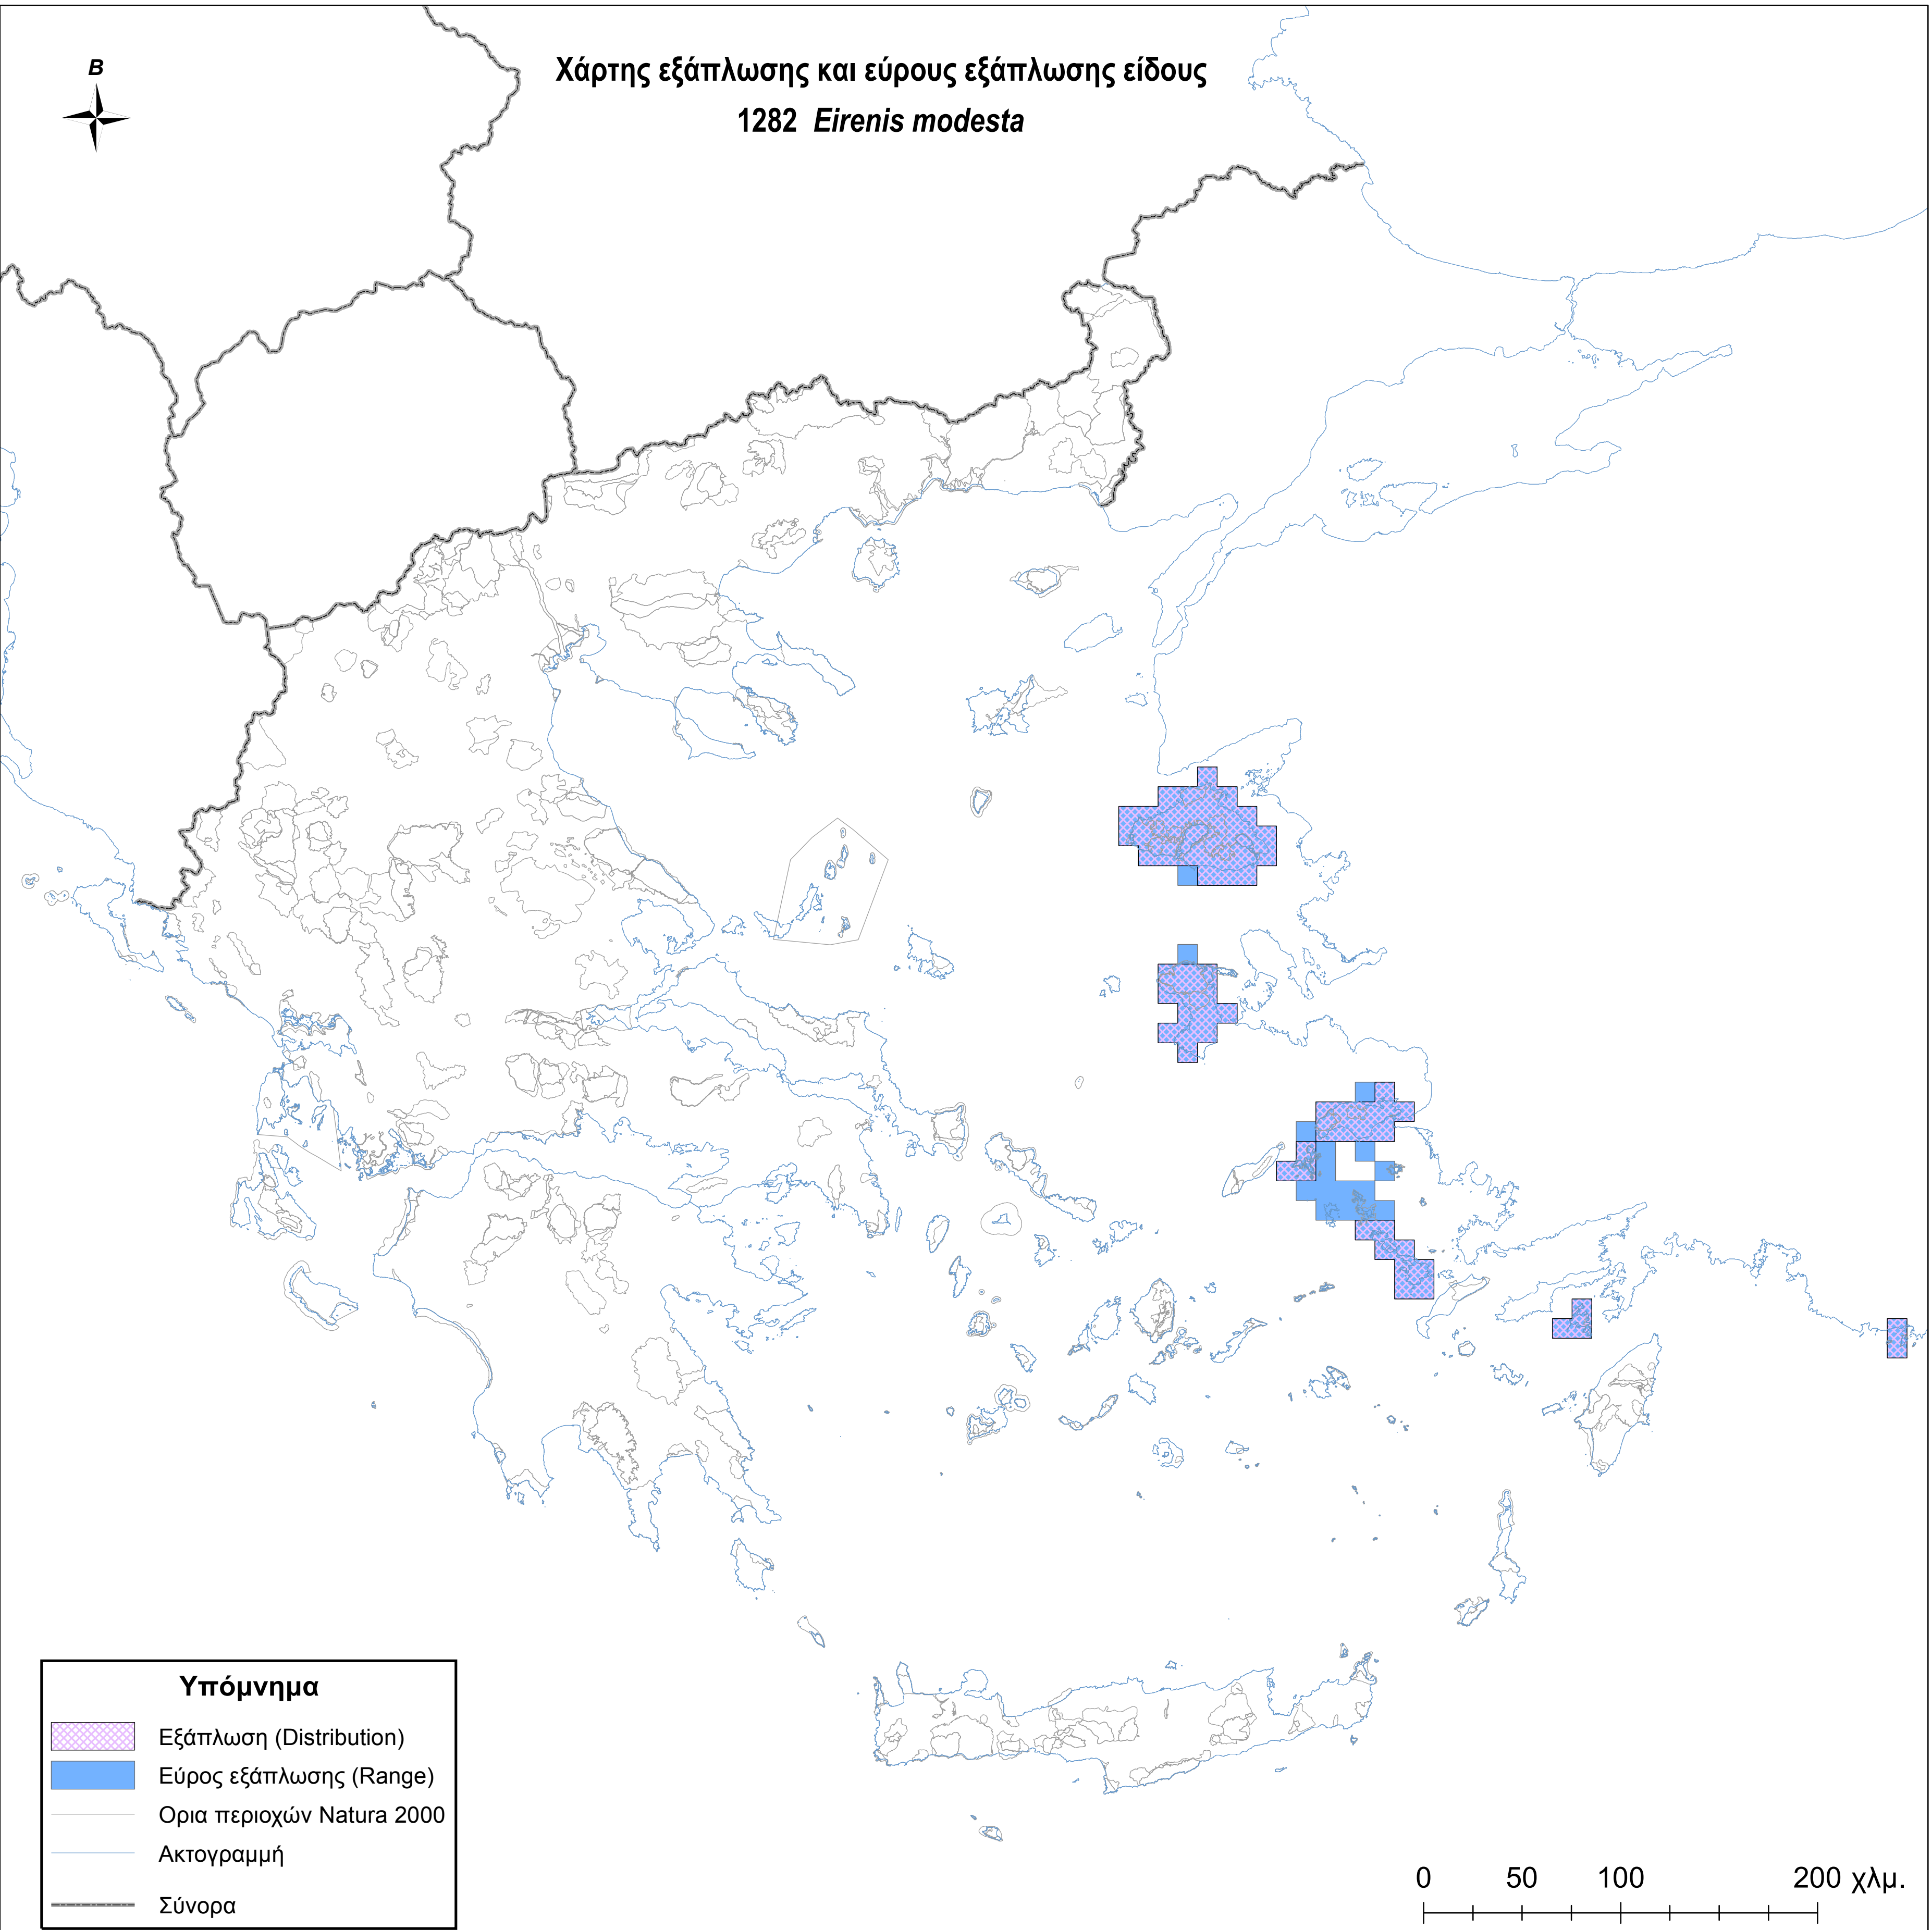 Χάρτης εξάπλωσης και εύρους εξάπλωσης είδους
1282 Eirenis modesta
B
Υπόμνημα
Εξάπλωση (Distribution)
Εύρος εξάπλωσης (Range)
Ορια περιοχών Natura 2000
Ακτογραμμή
Σύνορα
0 50 100 200 χλμ.